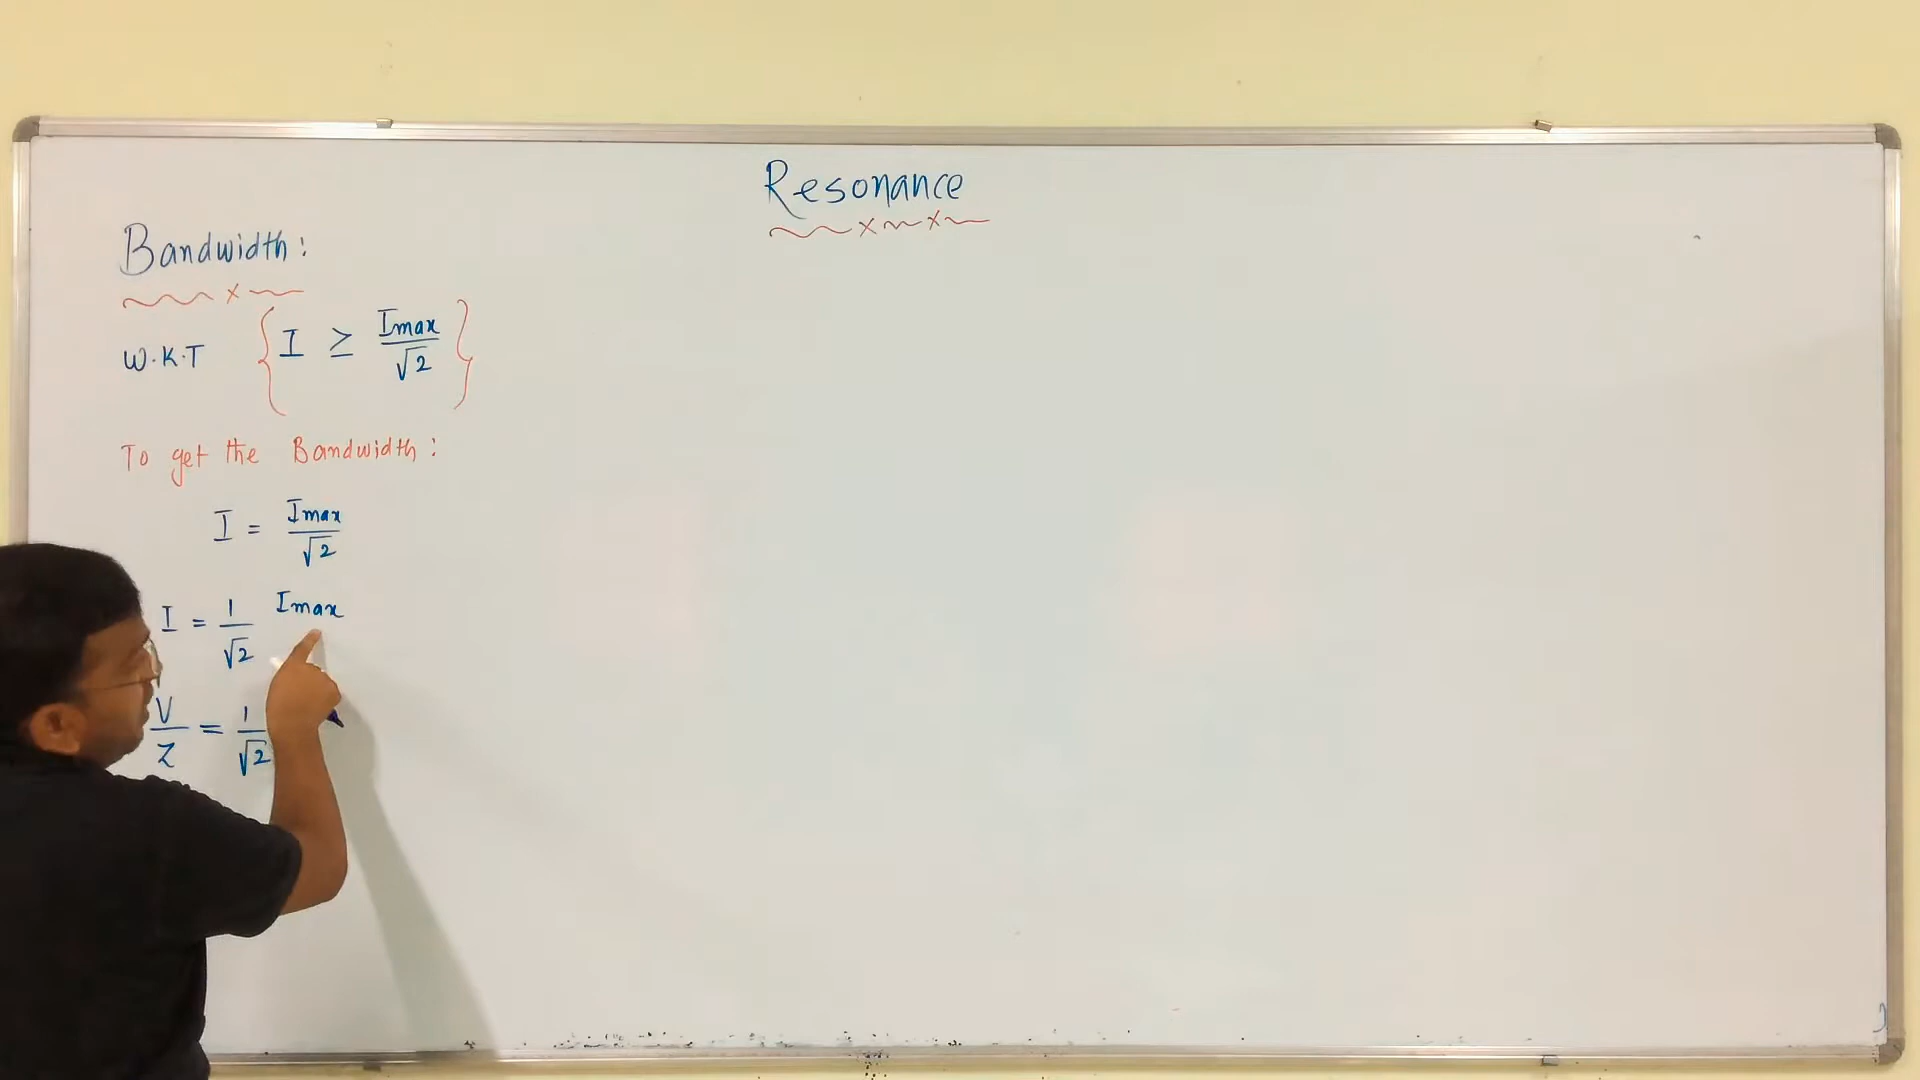 Resonance
Bandwidth:
W.K.T { I ≥ Imax/√2 }
To get the Bandwidth:
I = Imax/√2
I = 1/√2 Imax
V/Z = 1/√2